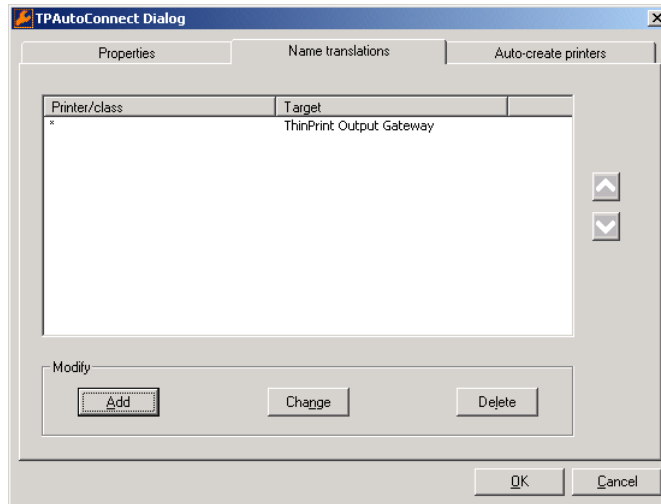 TPAutoConnect Dialog
Properties
Name translations
Auto-create printers
Printer/class
Target
* ThinPrint Output Gateway
Modify
Add
Change
Delete
OK
Cancel